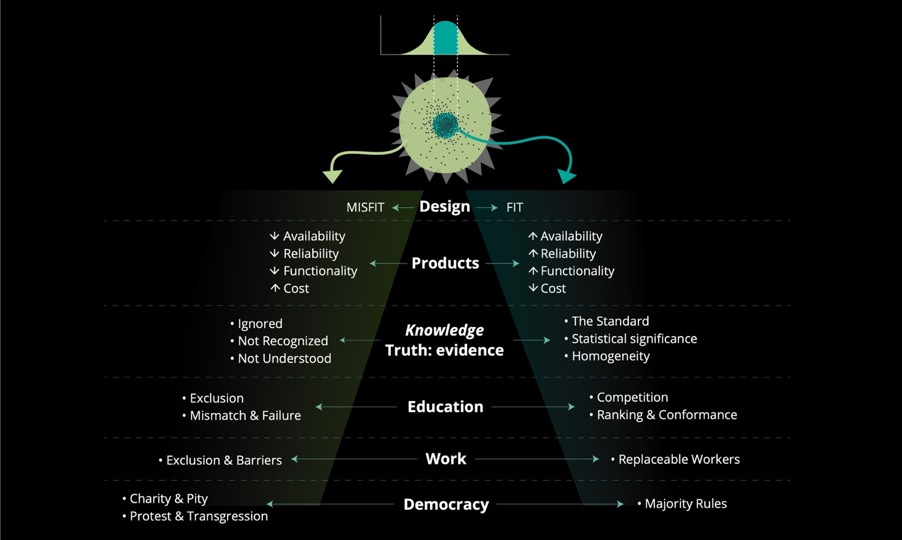 MISFIT ← Design → FIT
↓ Availability
↓ Reliability
↓ Functionality
↑ Cost
Products
↑ Availability
↑ Reliability
↑ Functionality
↓ Cost
• Ignored
• Not Recognized
• Not Understood
Knowledge
Truth: evidence
• The Standard
• Statistical significance
• Homogeneity
• Exclusion
• Mismatch & Failure
Education
• Competition
• Ranking & Conformance
• Exclusion & Barriers
Work
• Replaceable Workers
• Charity & Pity
• Protest & Transgression
Democracy
• Majority Rules